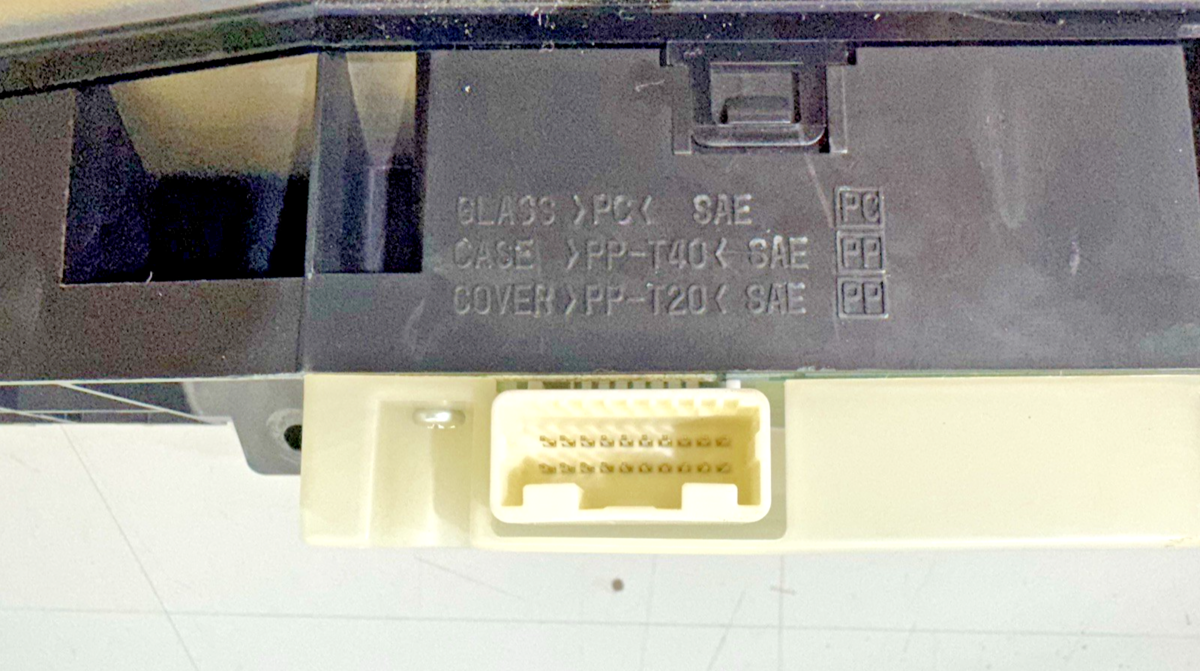 GLASS >PC< SAE PC
CASE >PP-T40< SAE PP
COVER >PP-T20< SAE PP